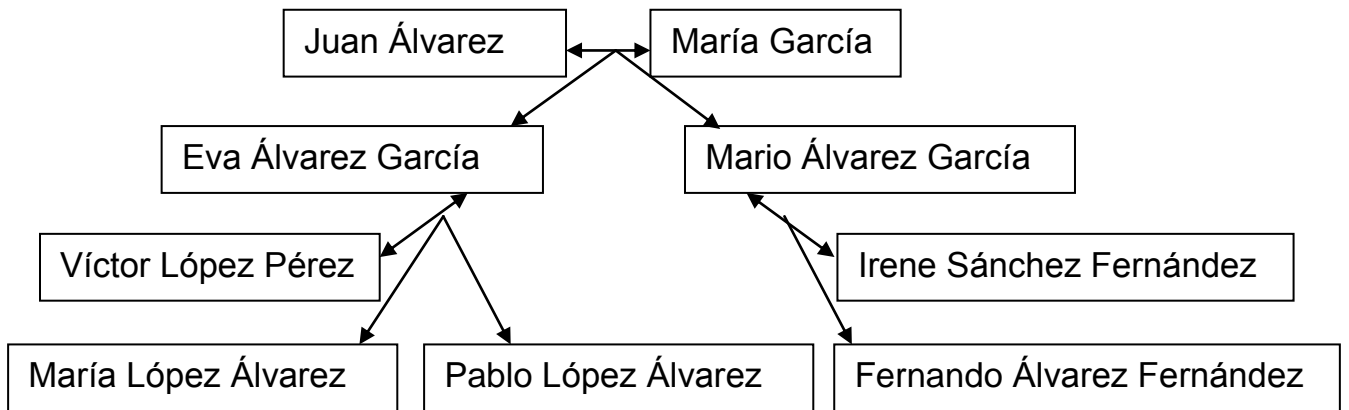 Juan Álvarez
María García
Eva Álvarez García
Mario Álvarez García
Víctor López Pérez
Irene Sánchez Fernández
María López Álvarez
Pablo López Álvarez
Fernando Álvarez Fernández